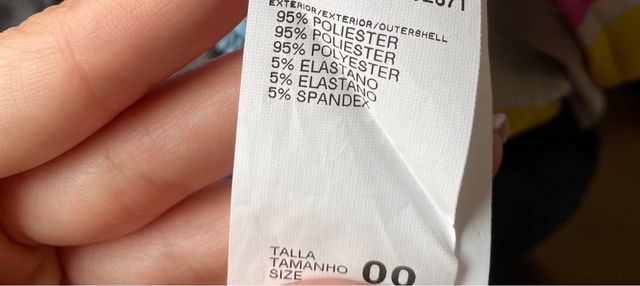 EXTERIOR/EXTERIOR/OUTERSHELL
95% POLIESTER
95% POLIESTER
95% POLYESTER
5% ELASTANO
5% ELASTANO
5% SPANDEX
TALLA
TAMANHO
SIZE 00